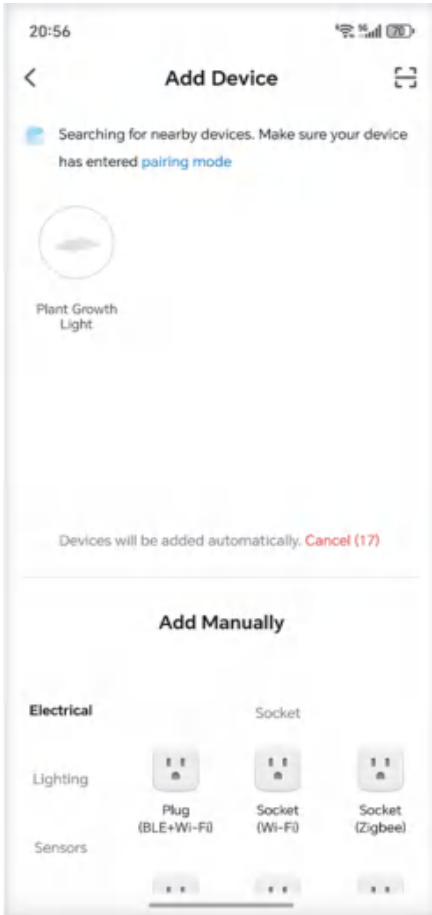 20:56
5G 70
Add Device
Searching for nearby devices. Make sure your device
has entered pairing mode
Plant Growth
Light
Devices will be added automatically. Cancel (17)
Add Manually
Electrical
Socket
Lighting
Plug
(BLE+Wi-Fi)
Socket
(Wi-Fi)
Socket
(Zigbee)
Sensors